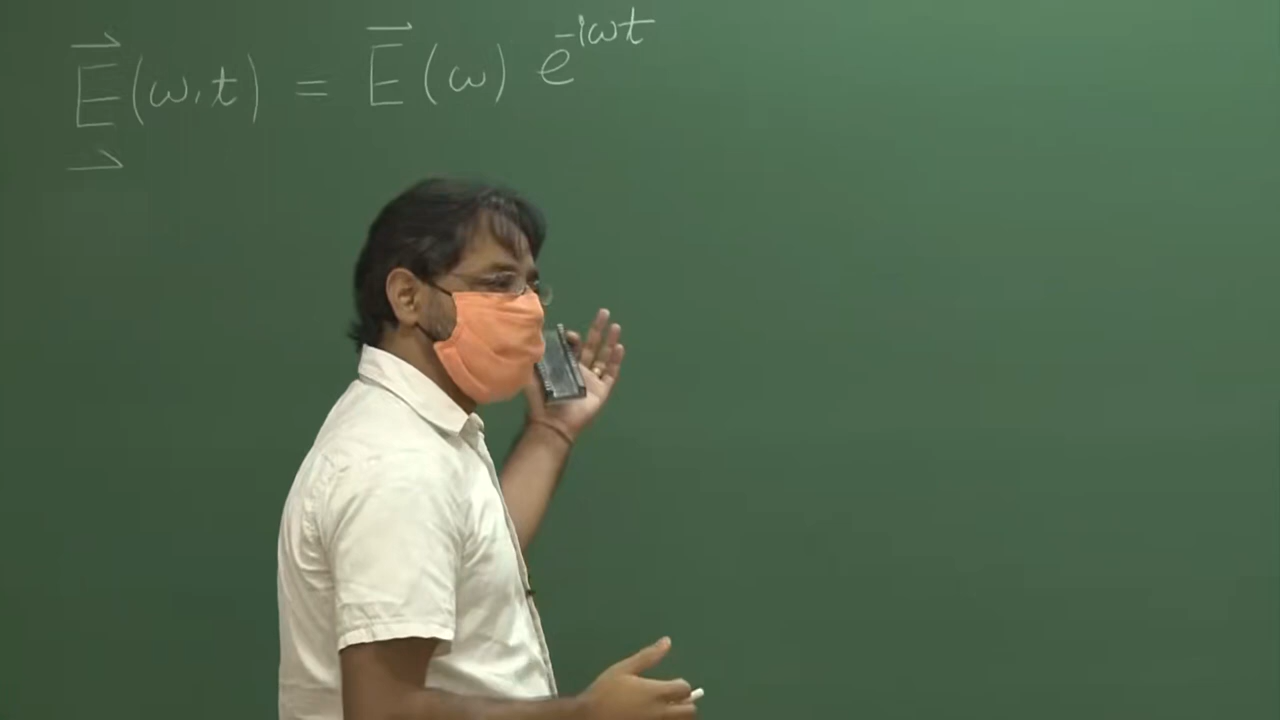 E⃗(ω,t) = E⃗(ω) e^{-iωt}
→